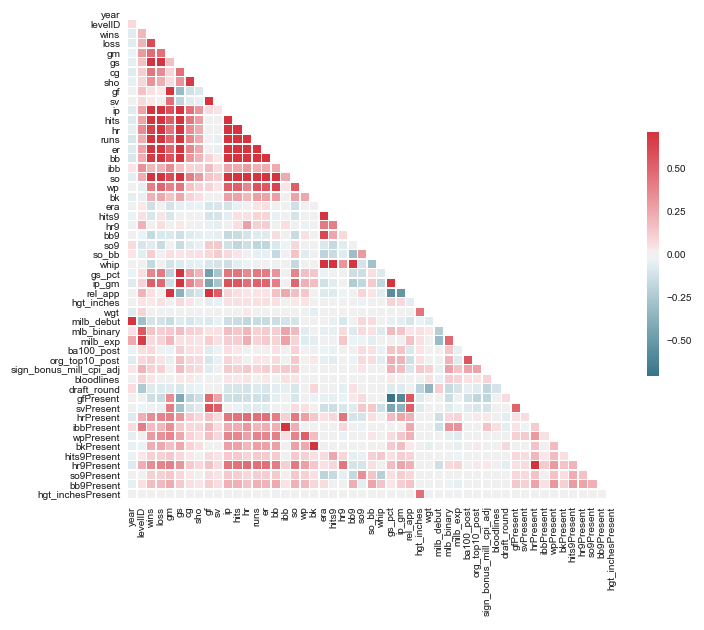 year
levelID
wins
loss
gm
gs
cg
sho
gf
sv
ip
hits
hr
runs
er
bb
ibb
so
wp
bk
era
hits9
hr9
bb9
so9
so_bb
whip
gs_pct
ip_gm
rel_app
hgt_inches
wgt
milb_debut
mlb_binary
milb_exp
ba100_post
org_top10_post
sign_bonus_mill_cpi_adj
bloodlines
draft_round
gfPresent
svPresent
hrPresent
ibbPresent
wpPresent
bkPresent
hits9Present
hr9Present
so9Present
bb9Present
hgt_inchesPresent
0.50
0.25
0.00
−0.25
−0.50
year
levelID
wins
loss
gm
gs
cg
sho
gf
sv
ip
hits
hr
runs
er
bb
ibb
so
wp
bk
era
hits9
hr9
bb9
so9
so_bb
whip
gs_pct
ip_gm
rel_app
hgt_inches
wgt
milb_debut
mlb_binary
milb_exp
ba100_post
org_top10_post
sign_bonus_mill_cpi_adj
bloodlines
draft_round
gfPresent
svPresent
hrPresent
ibbPresent
wpPresent
bkPresent
hits9Present
hr9Present
so9Present
bb9Present
hgt_inchesPresent